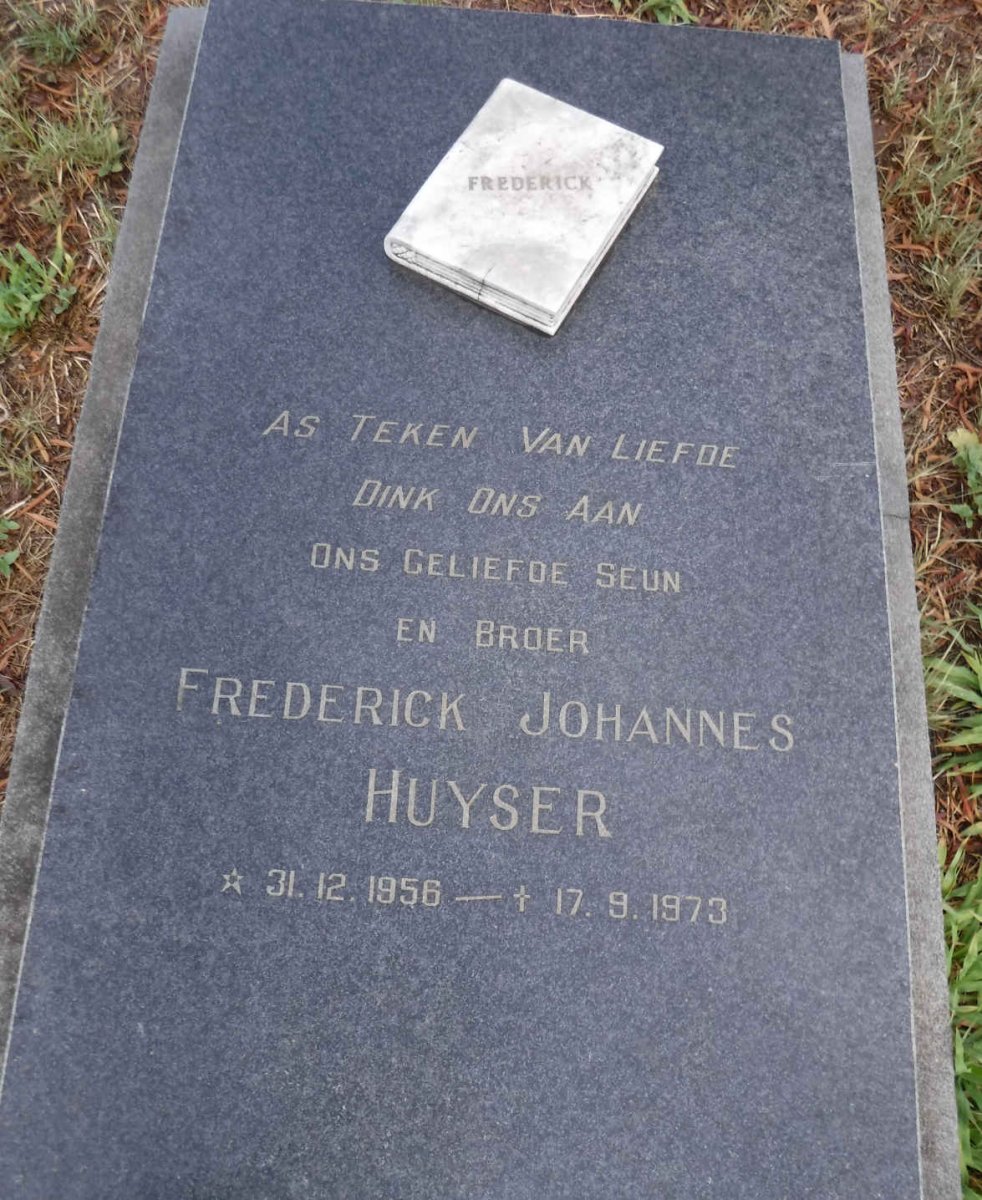 FREDERICK
AS TEKEN VAN LIEFDE
DINK ONS AAN
ONS GELIEFDE SEUN
EN BROER
FREDERICK JOHANNES
HUYSER
☆ 31.12.1956 — † 17.9.1973